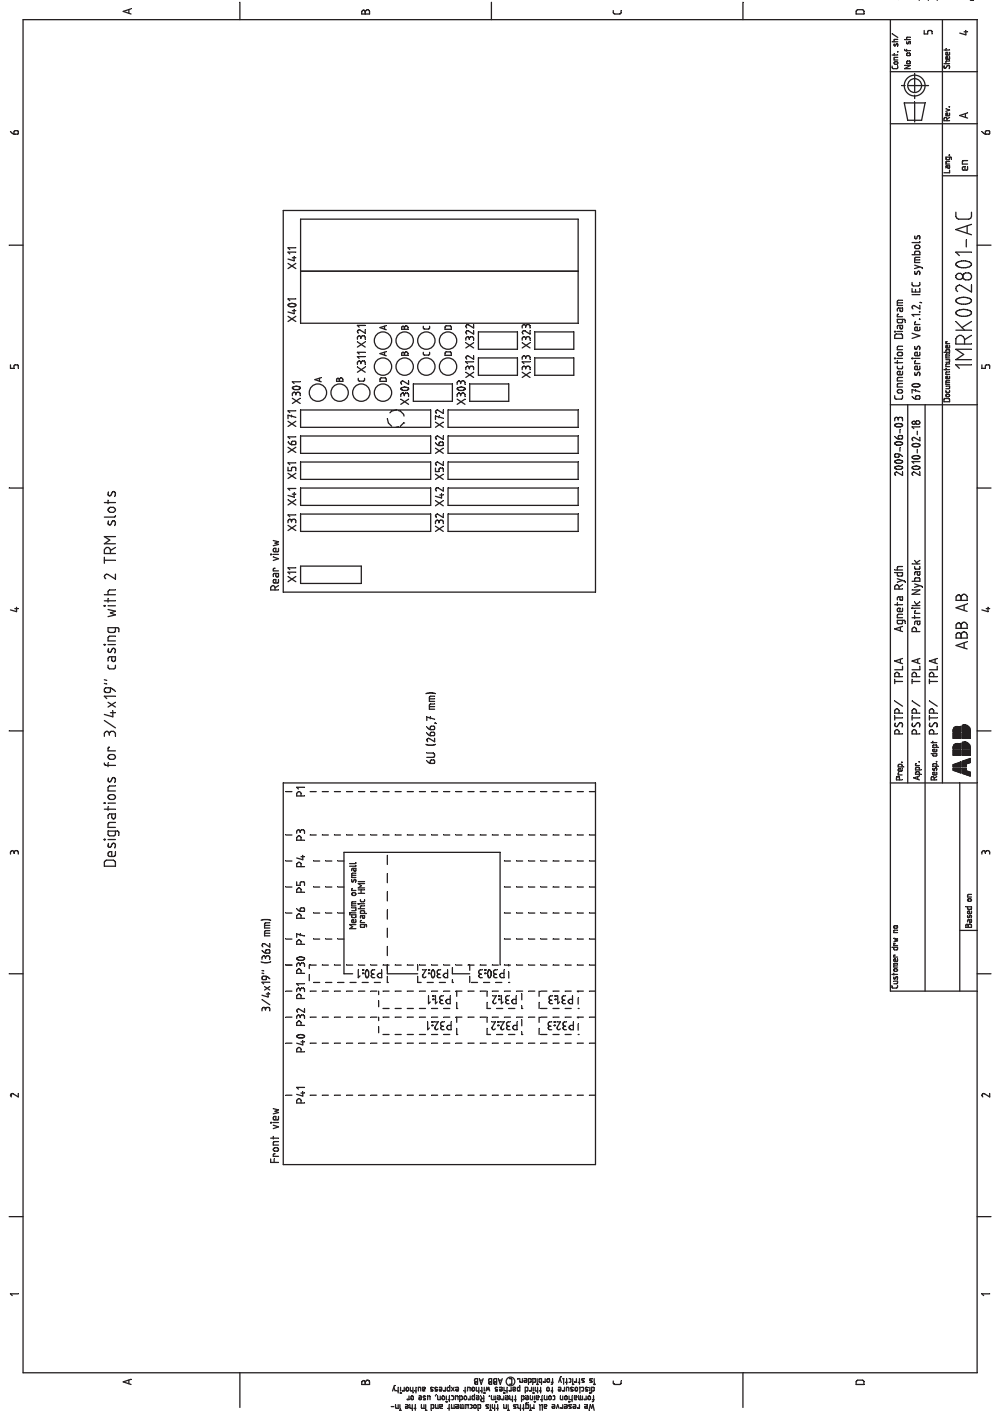 Designations for 3/4x19" casing with 2 TRM slots
Front view
3/4x19" (362 mm)
6U (266,7 mm)
P41
P40
P32
P31
P30
P7
P6
P5
P4
P3
P1
Medium or small
graphic HMI
P30:1
P30:2
P30:3
P31:1
P31:2
P31:3
P32:1
P32:2
P32:3
Rear view
X11
X31
X41
X51
X61
X71
X32
X42
X52
X62
X72
X301
A
B
C
D
X302
X303
X311
A
B
C
D
X312
X313
X321
A
B
C
D
X322
X323
X401
X411
1
2
3
4
5
6
1
2
3
4
5
6
A
B
C
D
A
B
C
D
We reserve all rigths in this document and in the in-
formation contained therein. Reproduction, use or
disclosure to third parties without express authority
is strictly forbidden. © ABB AB
Customer drw no
Based on
Prep. PSTP/ TPLA Agneta Rydh 2009-06-03
Appr. PSTP/ TPLA Patrik Nyback 2010-02-18
Resp. dept PSTP/ TPLA
ABB
ABB AB
Connection Diagram
670 series Ver.1.2, IEC symbols
Documentnumber
1MRK002801-AC
Lang.
en
Rev.
A
Cont. sh/
No of sh
5
Sheet
4